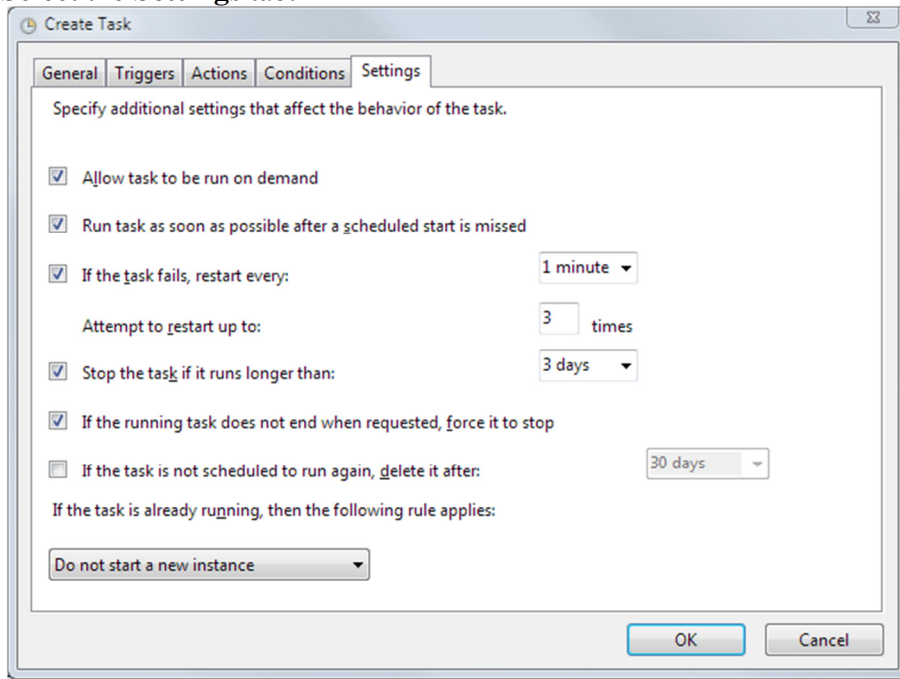 Select the Settings tab.
Create Task
General Triggers Actions Conditions Settings
Specify additional settings that affect the behavior of the task.
Allow task to be run on demand
Run task as soon as possible after a scheduled start is missed
If the task fails, restart every: 1 minute
Attempt to restart up to: 3 times
Stop the task if it runs longer than: 3 days
If the running task does not end when requested, force it to stop
If the task is not scheduled to run again, delete it after: 30 days
If the task is already running, then the following rule applies:
Do not start a new instance
OK Cancel